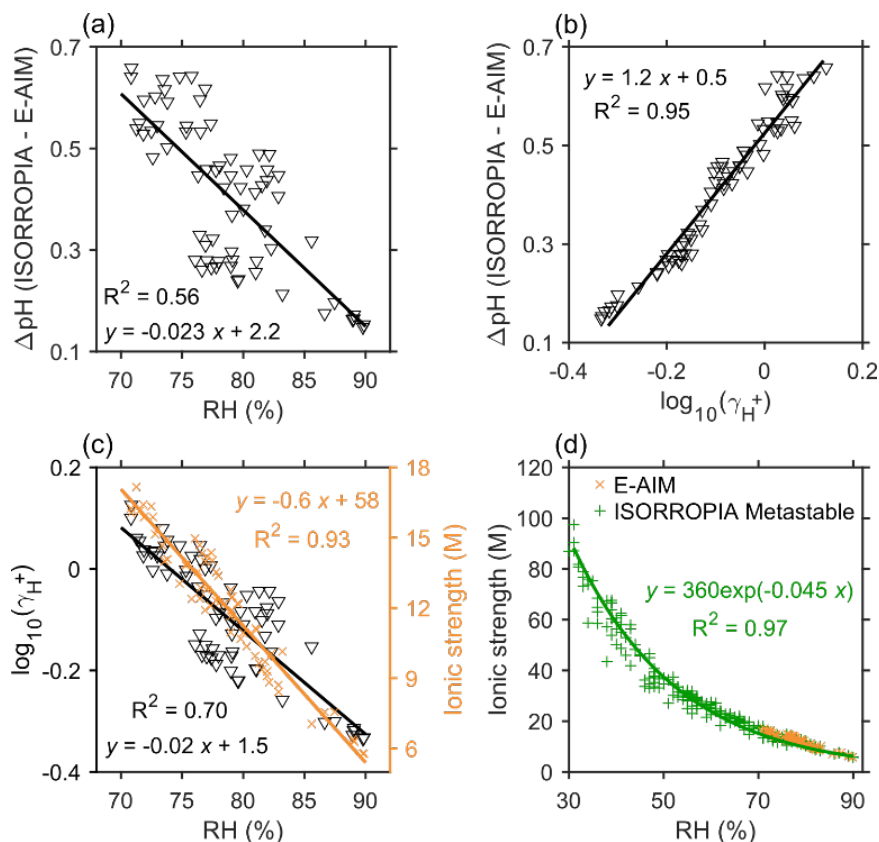 (a)
0.7
0.5
0.3
0.1
ΔpH (ISORROPIA - E-AIM)
R² = 0.56
y = -0.023 x + 2.2
70 75 80 85 90
RH (%)
(b)
0.7
0.5
0.3
0.1
ΔpH (ISORROPIA - E-AIM)
y = 1.2 x + 0.5
R² = 0.95
-0.4 -0.2 0 0.2
log₁₀(γ_H⁺)
(c)
0.2
0
-0.2
-0.4
log₁₀(γ_H⁺)
y = -0.6 x + 58
R² = 0.93
R² = 0.70
y = -0.02 x + 1.5
18
15
12
9
6
Ionic strength (M)
70 75 80 85 90
RH (%)
(d)
120
100
80
60
40
20
0
Ionic strength (M)
E-AIM
ISORROPIA Metastable
y = 360exp(-0.045 x)
R² = 0.97
30 50 70 90
RH (%)